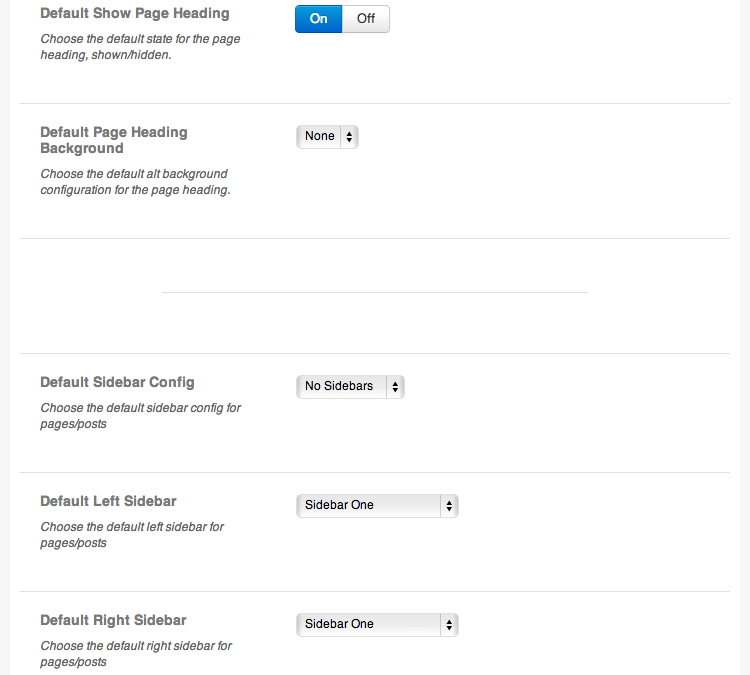 Default Show Page Heading
On Off
Choose the default state for the page
heading, shown/hidden.
Default Page Heading
Background
None
Choose the default alt background
configuration for the page heading.
Default Sidebar Config
No Sidebars
Choose the default sidebar config for
pages/posts
Default Left Sidebar
Sidebar One
Choose the default left sidebar for
pages/posts
Default Right Sidebar
Sidebar One
Choose the default right sidebar for
pages/posts